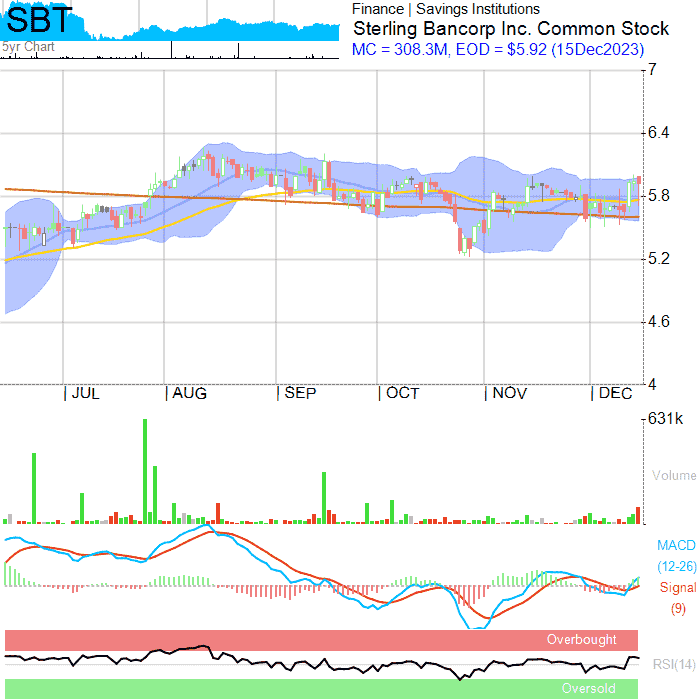 SBT
5yr Chart
Finance | Savings Institutions
Sterling Bancorp Inc. Common Stock
MC = 308.3M, EOD = $5.92 (15Dec2023)
7
6.4
5.8
5.2
4.6
4
JUL
AUG
SEP
OCT
NOV
DEC
631k
Volume
MACD
(12-26)
Signal
(9)
Overbought
RSI(14)
Oversold